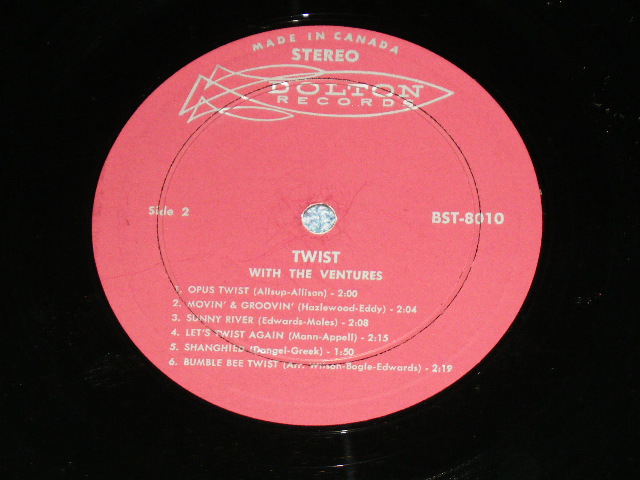 MADE IN CANADA
STEREO
DOLTON
RECORDS
Side 2
BST-8010
TWIST
WITH THE VENTURES
1. OPUS TWIST (Allsup-Allison) - 2:00
2. MOVIN' & GROOVIN' (Hazlewood-Eddy) - 2:04
3. SUNNY RIVER (Edwards-Moles) - 2:08
4. LET'S TWIST AGAIN (Mann-Appell) - 2:15
5. SHANGHIED (Dangel-Greek) - 1:50
6. BUMBLE BEE TWIST (Arr. Wilson-Bogle-Edwards) - 2:19